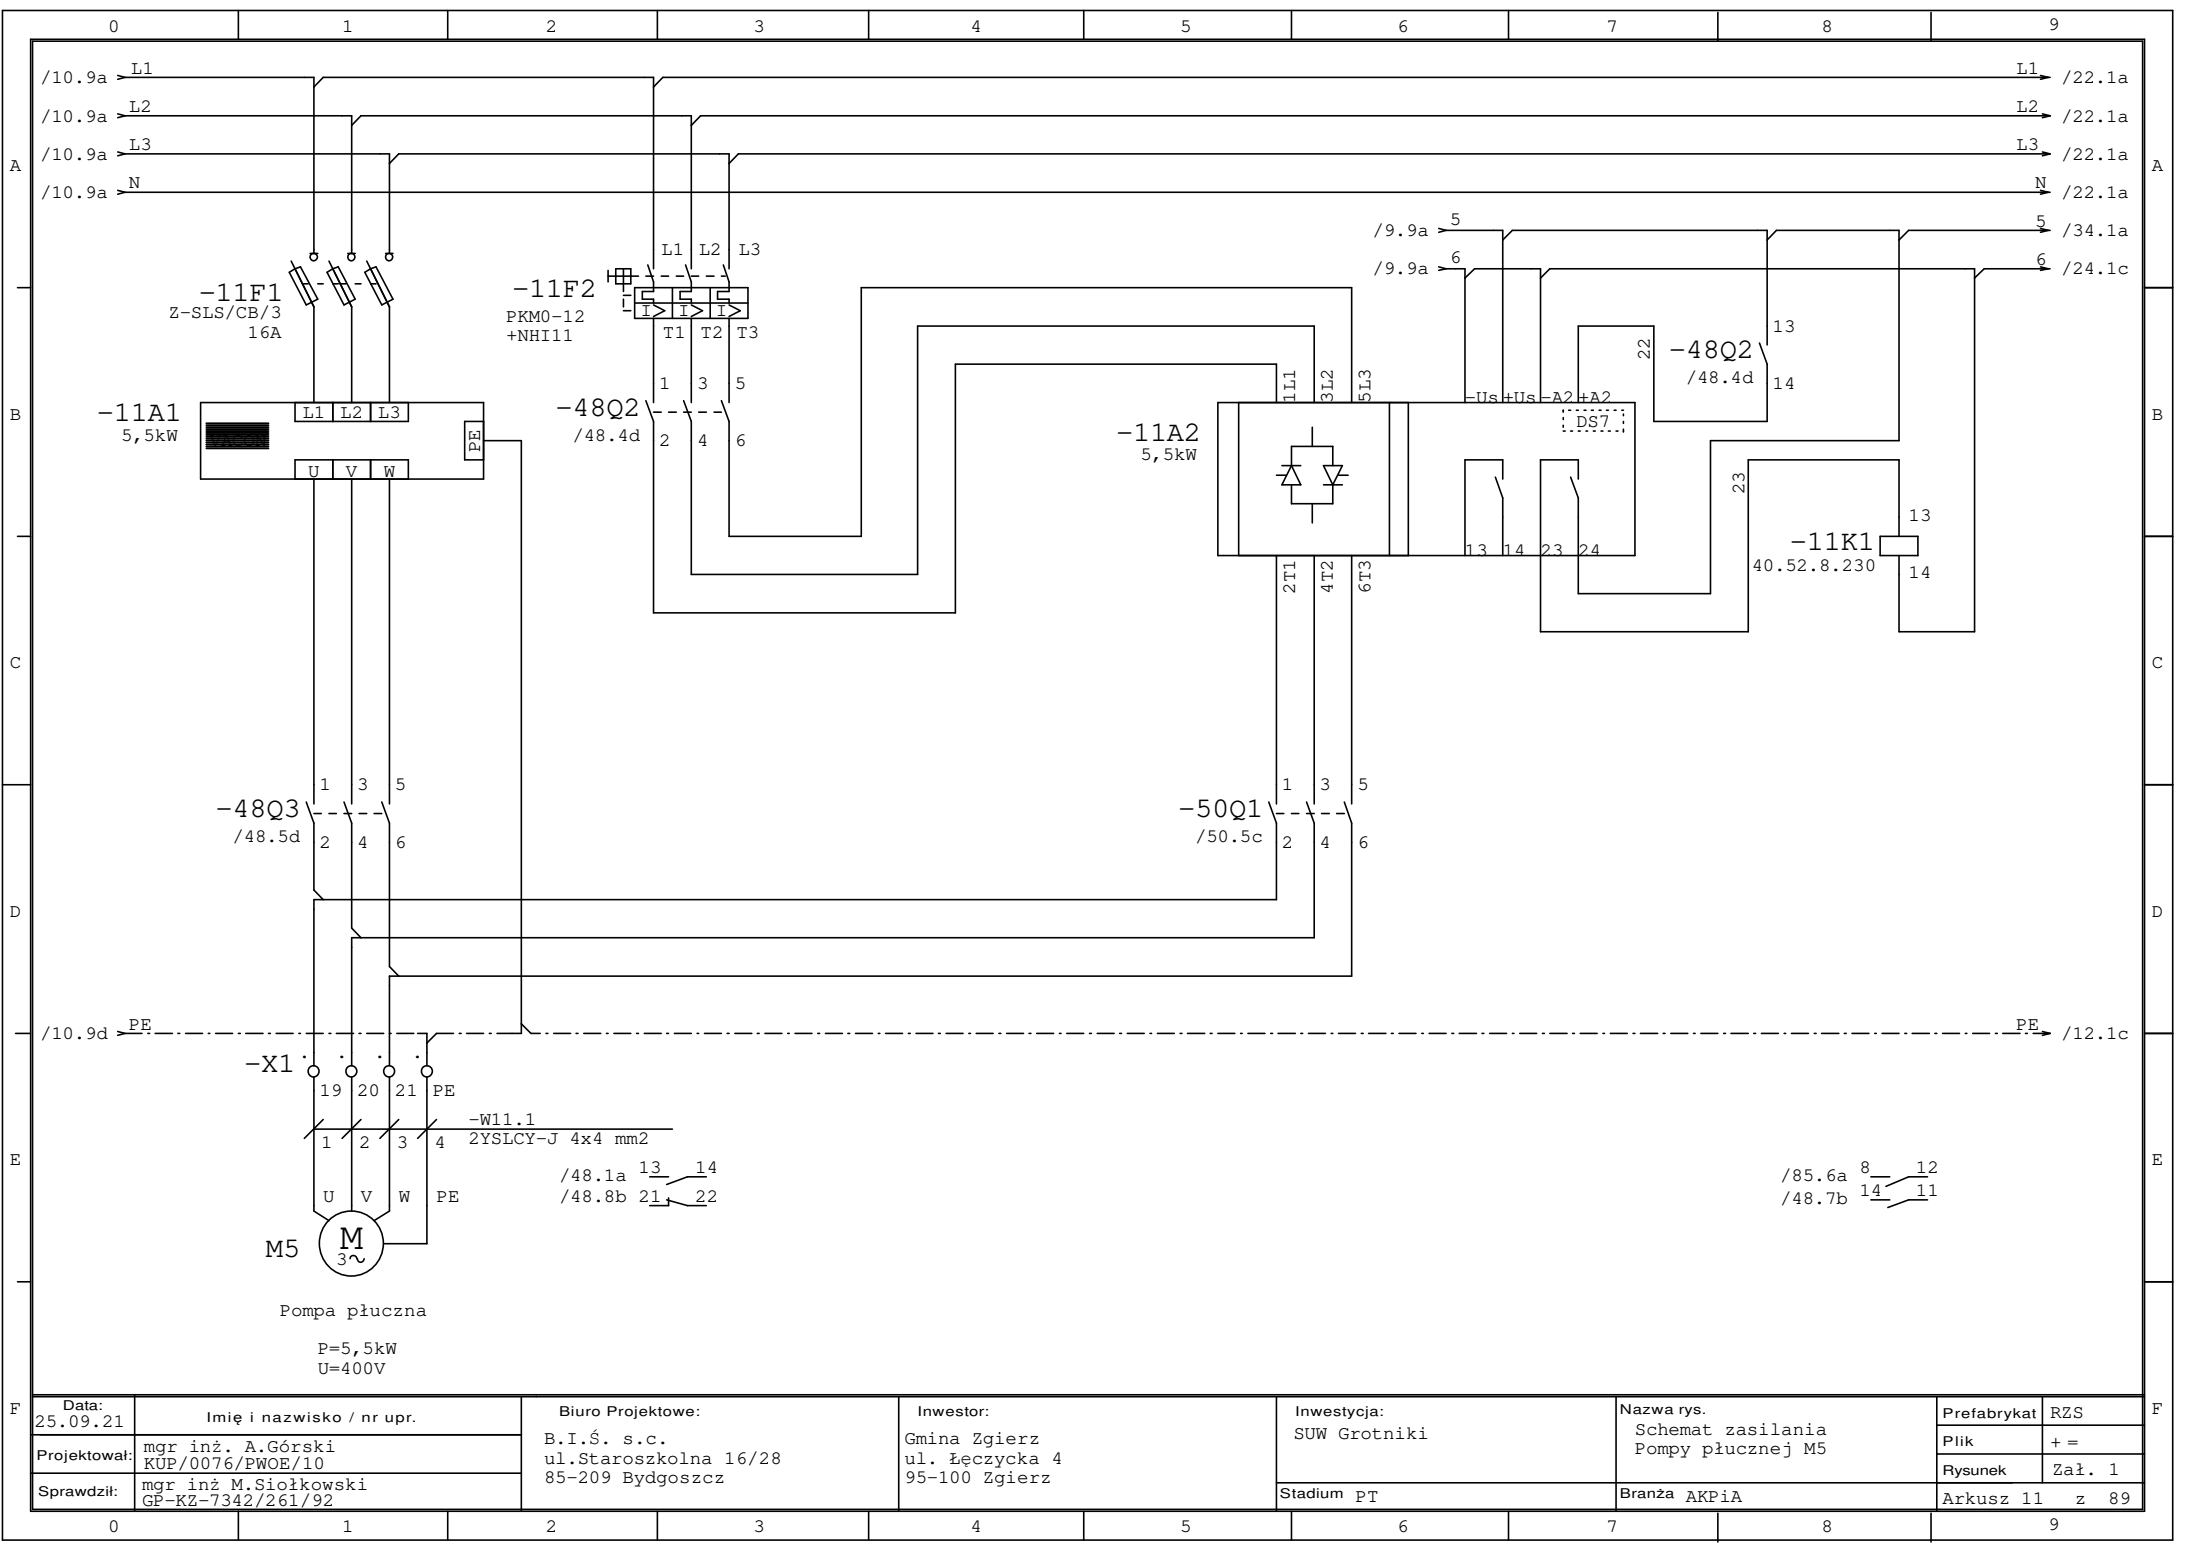 0 1 2 3 4 5 6 7 8 9
/10.9a L1 L1 /22.1a
/10.9a L2 L2 /22.1a
/10.9a L3 L3 /22.1a
A A
/10.9a N N /22.1a
/9.9a 5 5 /34.1a
/9.9a 6 6 /24.1c
L1 L2 L3
-11F1
Z-SLS/CB/3
16A
-11F2
PKM0-12
+NHI11
I> I> I>
T1 T2 T3
13
22
-48Q2
/48.4d
14
1 3 5
-48Q2
/48.4d
2 4 6
1L1 3L2 5L3
-Us +Us -A2 +A2
DS7
B B
-11A1
5,5kW
L1 L2 L3
PE
U V W
-11A2
5,5kW
23
13
-11K1
40.52.8.230
14
13 14 23 24
2T1 4T2 6T3
C C
1 3 5
-48Q3
/48.5d
2 4 6
1 3 5
-50Q1
/50.5c
2 4 6
D D
/10.9d PE PE /12.1c
-X1
19 20 21 PE
-W11.1
2YSLCY-J 4x4 mm2
1 2 3 4
E E
/48.1a 13 14
/48.8b 21 22
/85.6a 8 12
/48.7b 14 11
U V W PE
M5
M
3~
Pompa płuczna
P=5,5kW
U=400V
F F
Data:
25.09.21
Imię i nazwisko / nr upr.
Projektował:
mgr inż. A.Górski
KUP/0076/PWOE/10
Sprawdził:
mgr inż M.Siołkowski
GP-KZ-7342/261/92
Biuro Projektowe:
B.I.Ś. s.c.
ul.Staroszkolna 16/28
85-209 Bydgoszcz
Inwestor:
Gmina Zgierz
ul. Łęczycka 4
95-100 Zgierz
Inwestycja:
SUW Grotniki
Stadium PT
Nazwa rys.
Schemat zasilania
Pompy płucznej M5
Branża AKPiA
Prefabrykat RZS
Plik + =
Rysunek Zał. 1
Arkusz 11 z 89
0 1 2 3 4 5 6 7 8 9